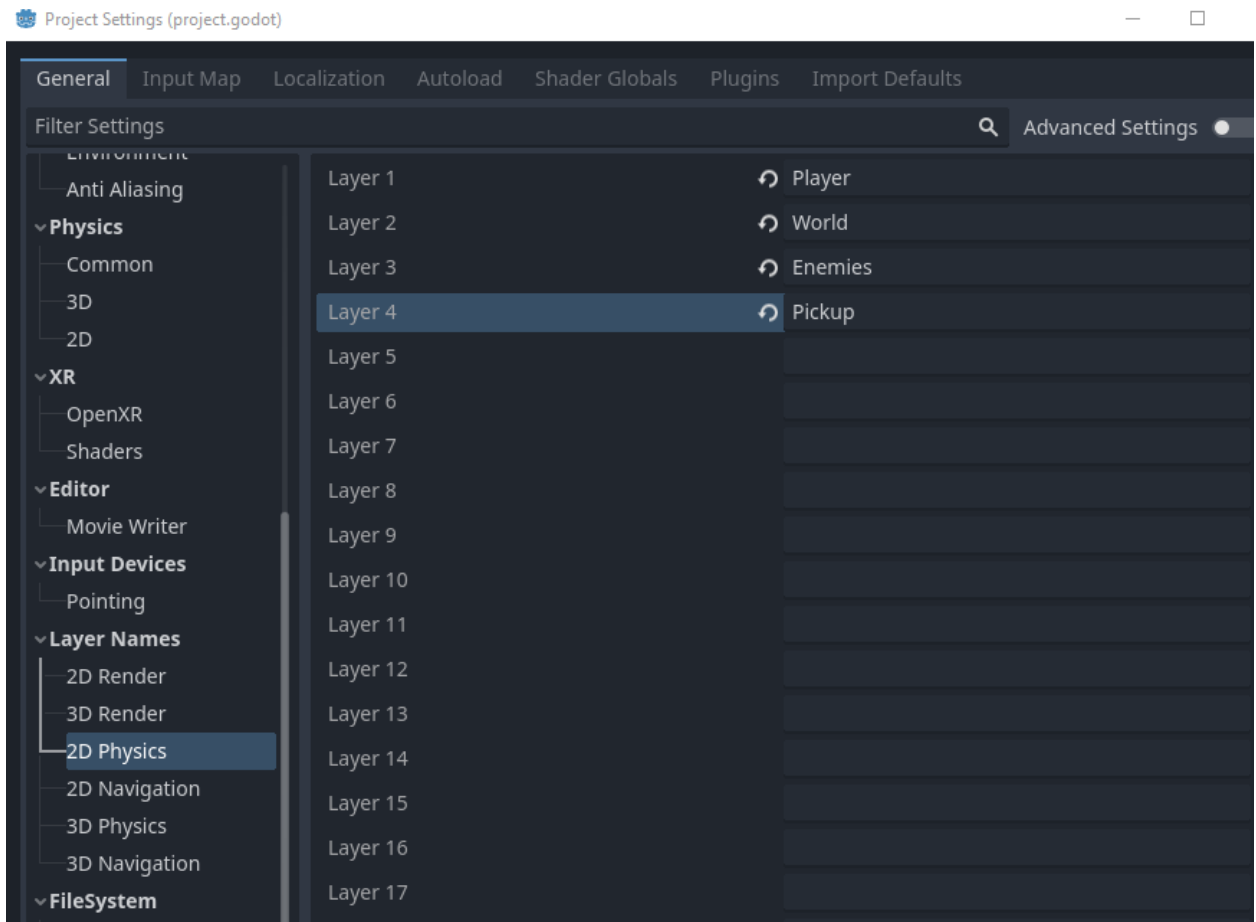 Project Settings (project.godot)
General Input Map Localization Autoload Shader Globals Plugins Import Defaults
Filter Settings Advanced Settings
Environment
Anti Aliasing
Physics
Common
3D
2D
XR
OpenXR
Shaders
Editor
Movie Writer
Input Devices
Pointing
Layer Names
2D Render
3D Render
2D Physics
2D Navigation
3D Physics
3D Navigation
FileSystem
Layer 1 Player
Layer 2 World
Layer 3 Enemies
Layer 4 Pickup
Layer 5
Layer 6
Layer 7
Layer 8
Layer 9
Layer 10
Layer 11
Layer 12
Layer 13
Layer 14
Layer 15
Layer 16
Layer 17